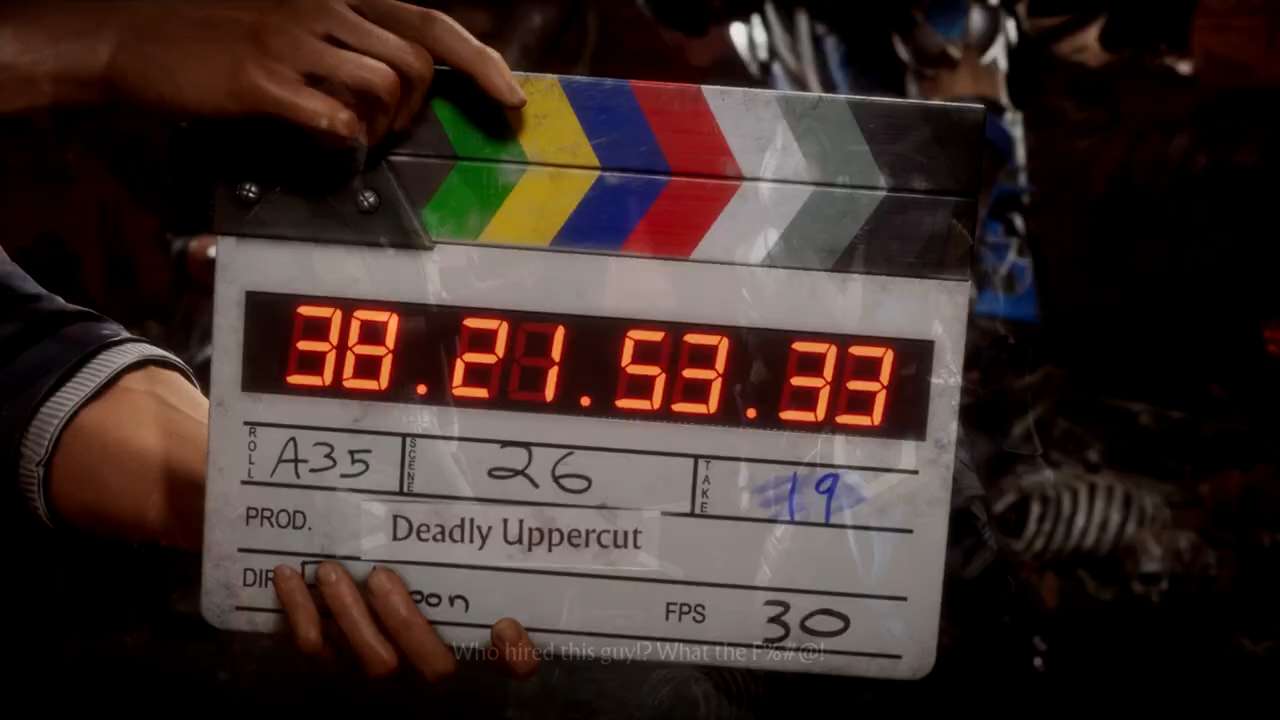 38.21.53.33
ROLL A35 SCENE 26 TAKE 19
PROD. Deadly Uppercut
FPS 30
Who hired this guy!? What the F%#@!